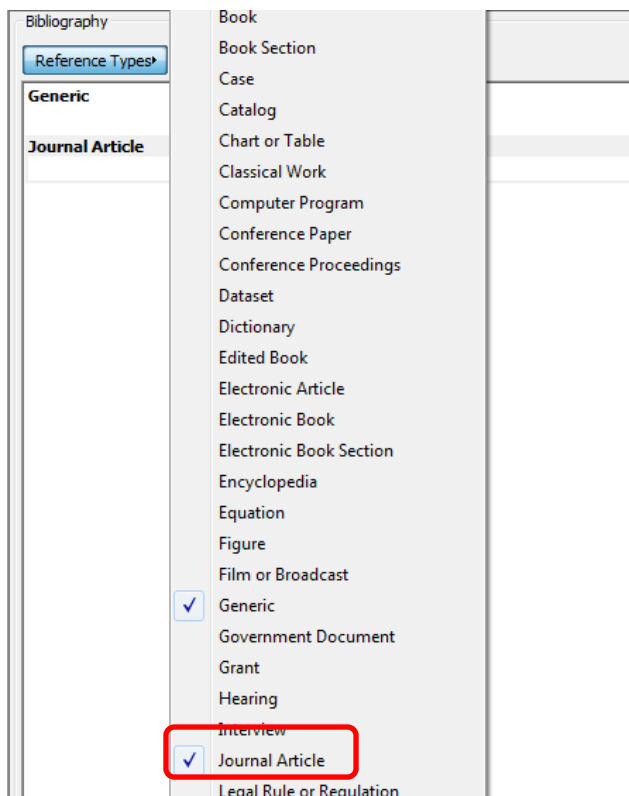 Bibliography
Reference Types
Generic
Journal Article
Book
Book Section
Case
Catalog
Chart or Table
Classical Work
Computer Program
Conference Paper
Conference Proceedings
Dataset
Dictionary
Edited Book
Electronic Article
Electronic Book
Electronic Book Section
Encyclopedia
Equation
Figure
Film or Broadcast
Generic
Government Document
Grant
Hearing
Interview
Journal Article
Legal Rule or Regulation